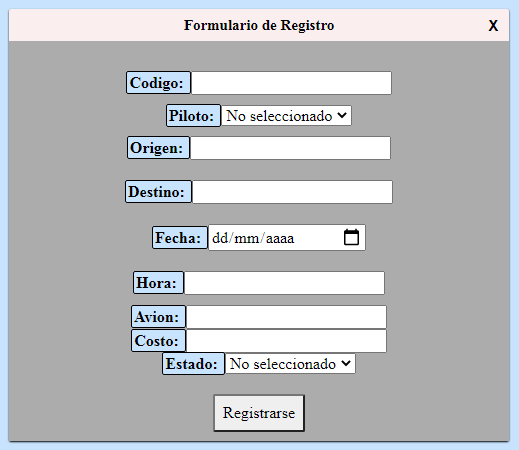 Formulario de Registro X
Codigo:
Piloto: No seleccionado
Origen:
Destino:
Fecha: dd/mm/aaaa
Hora:
Avion:
Costo:
Estado: No seleccionado
Registrarse